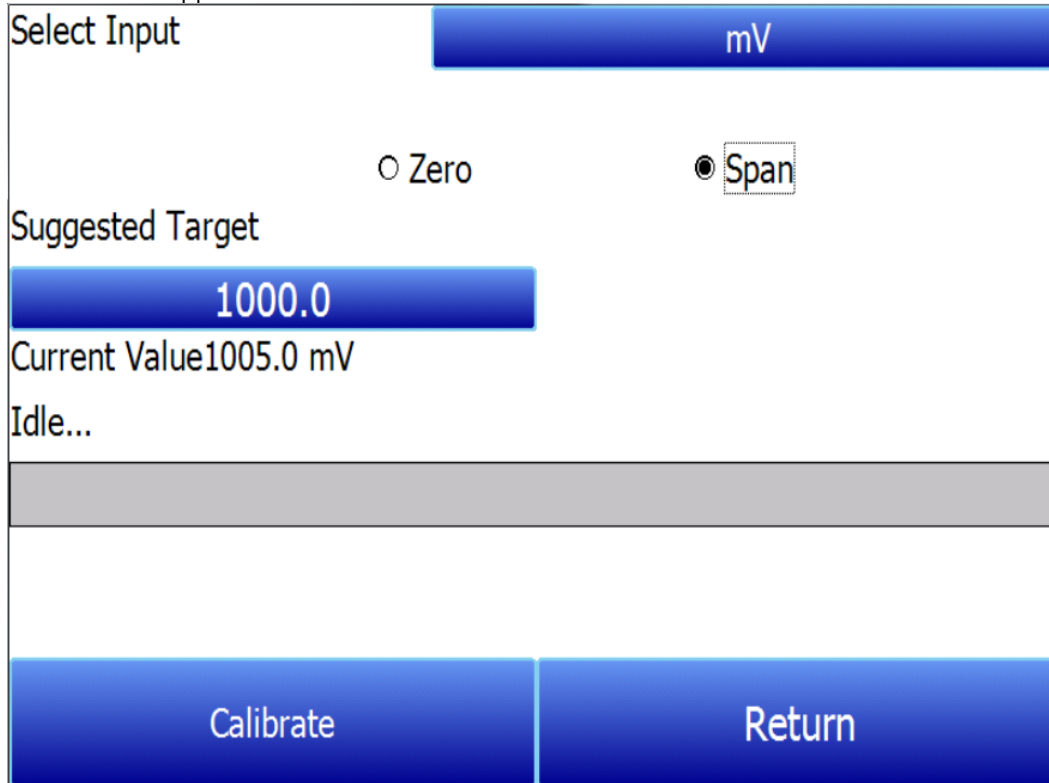 Select Input
mV
Zero
Span
Suggested Target
1000.0
Current Value1005.0 mV
Idle...
Calibrate
Return